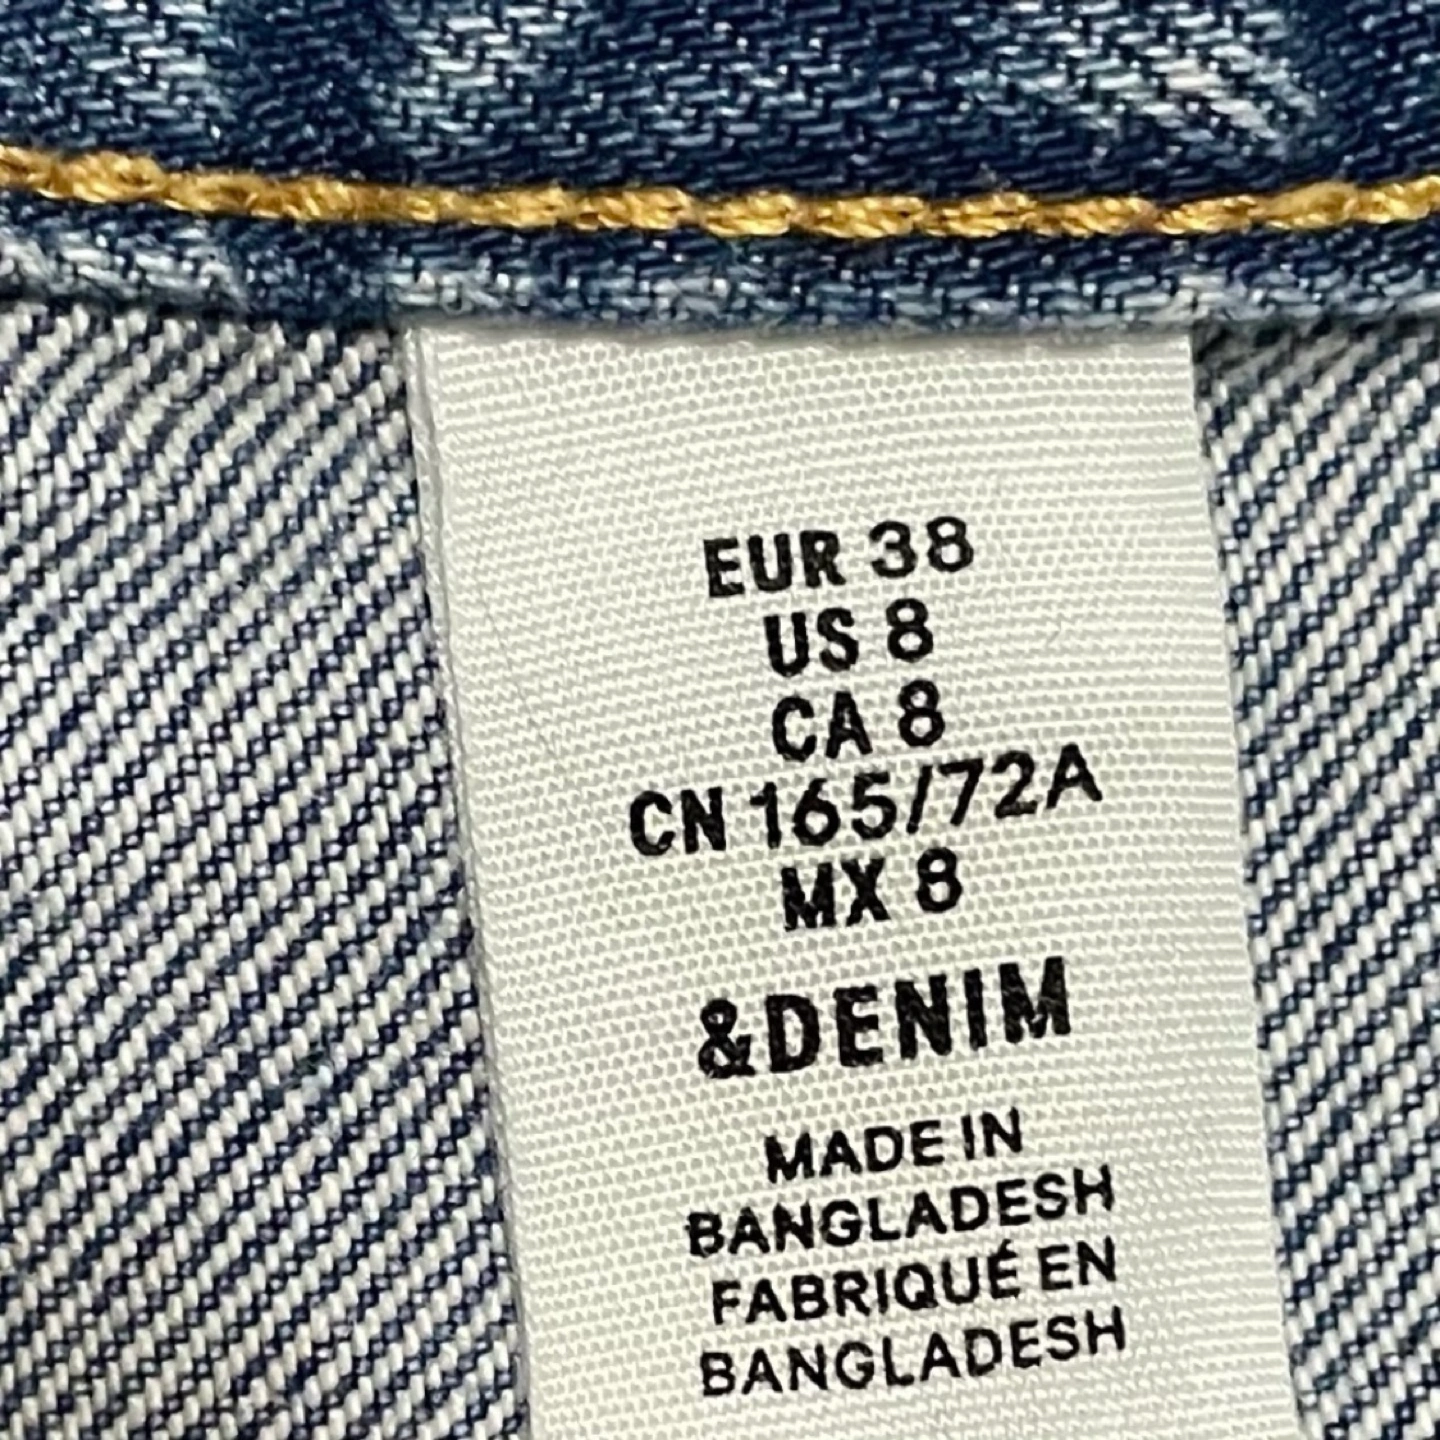 EUR 38
US 8
CA 8
CN 165/72A
MX 8
&DENIM
MADE IN
BANGLADESH
FABRIQUÉ EN
BANGLADESH